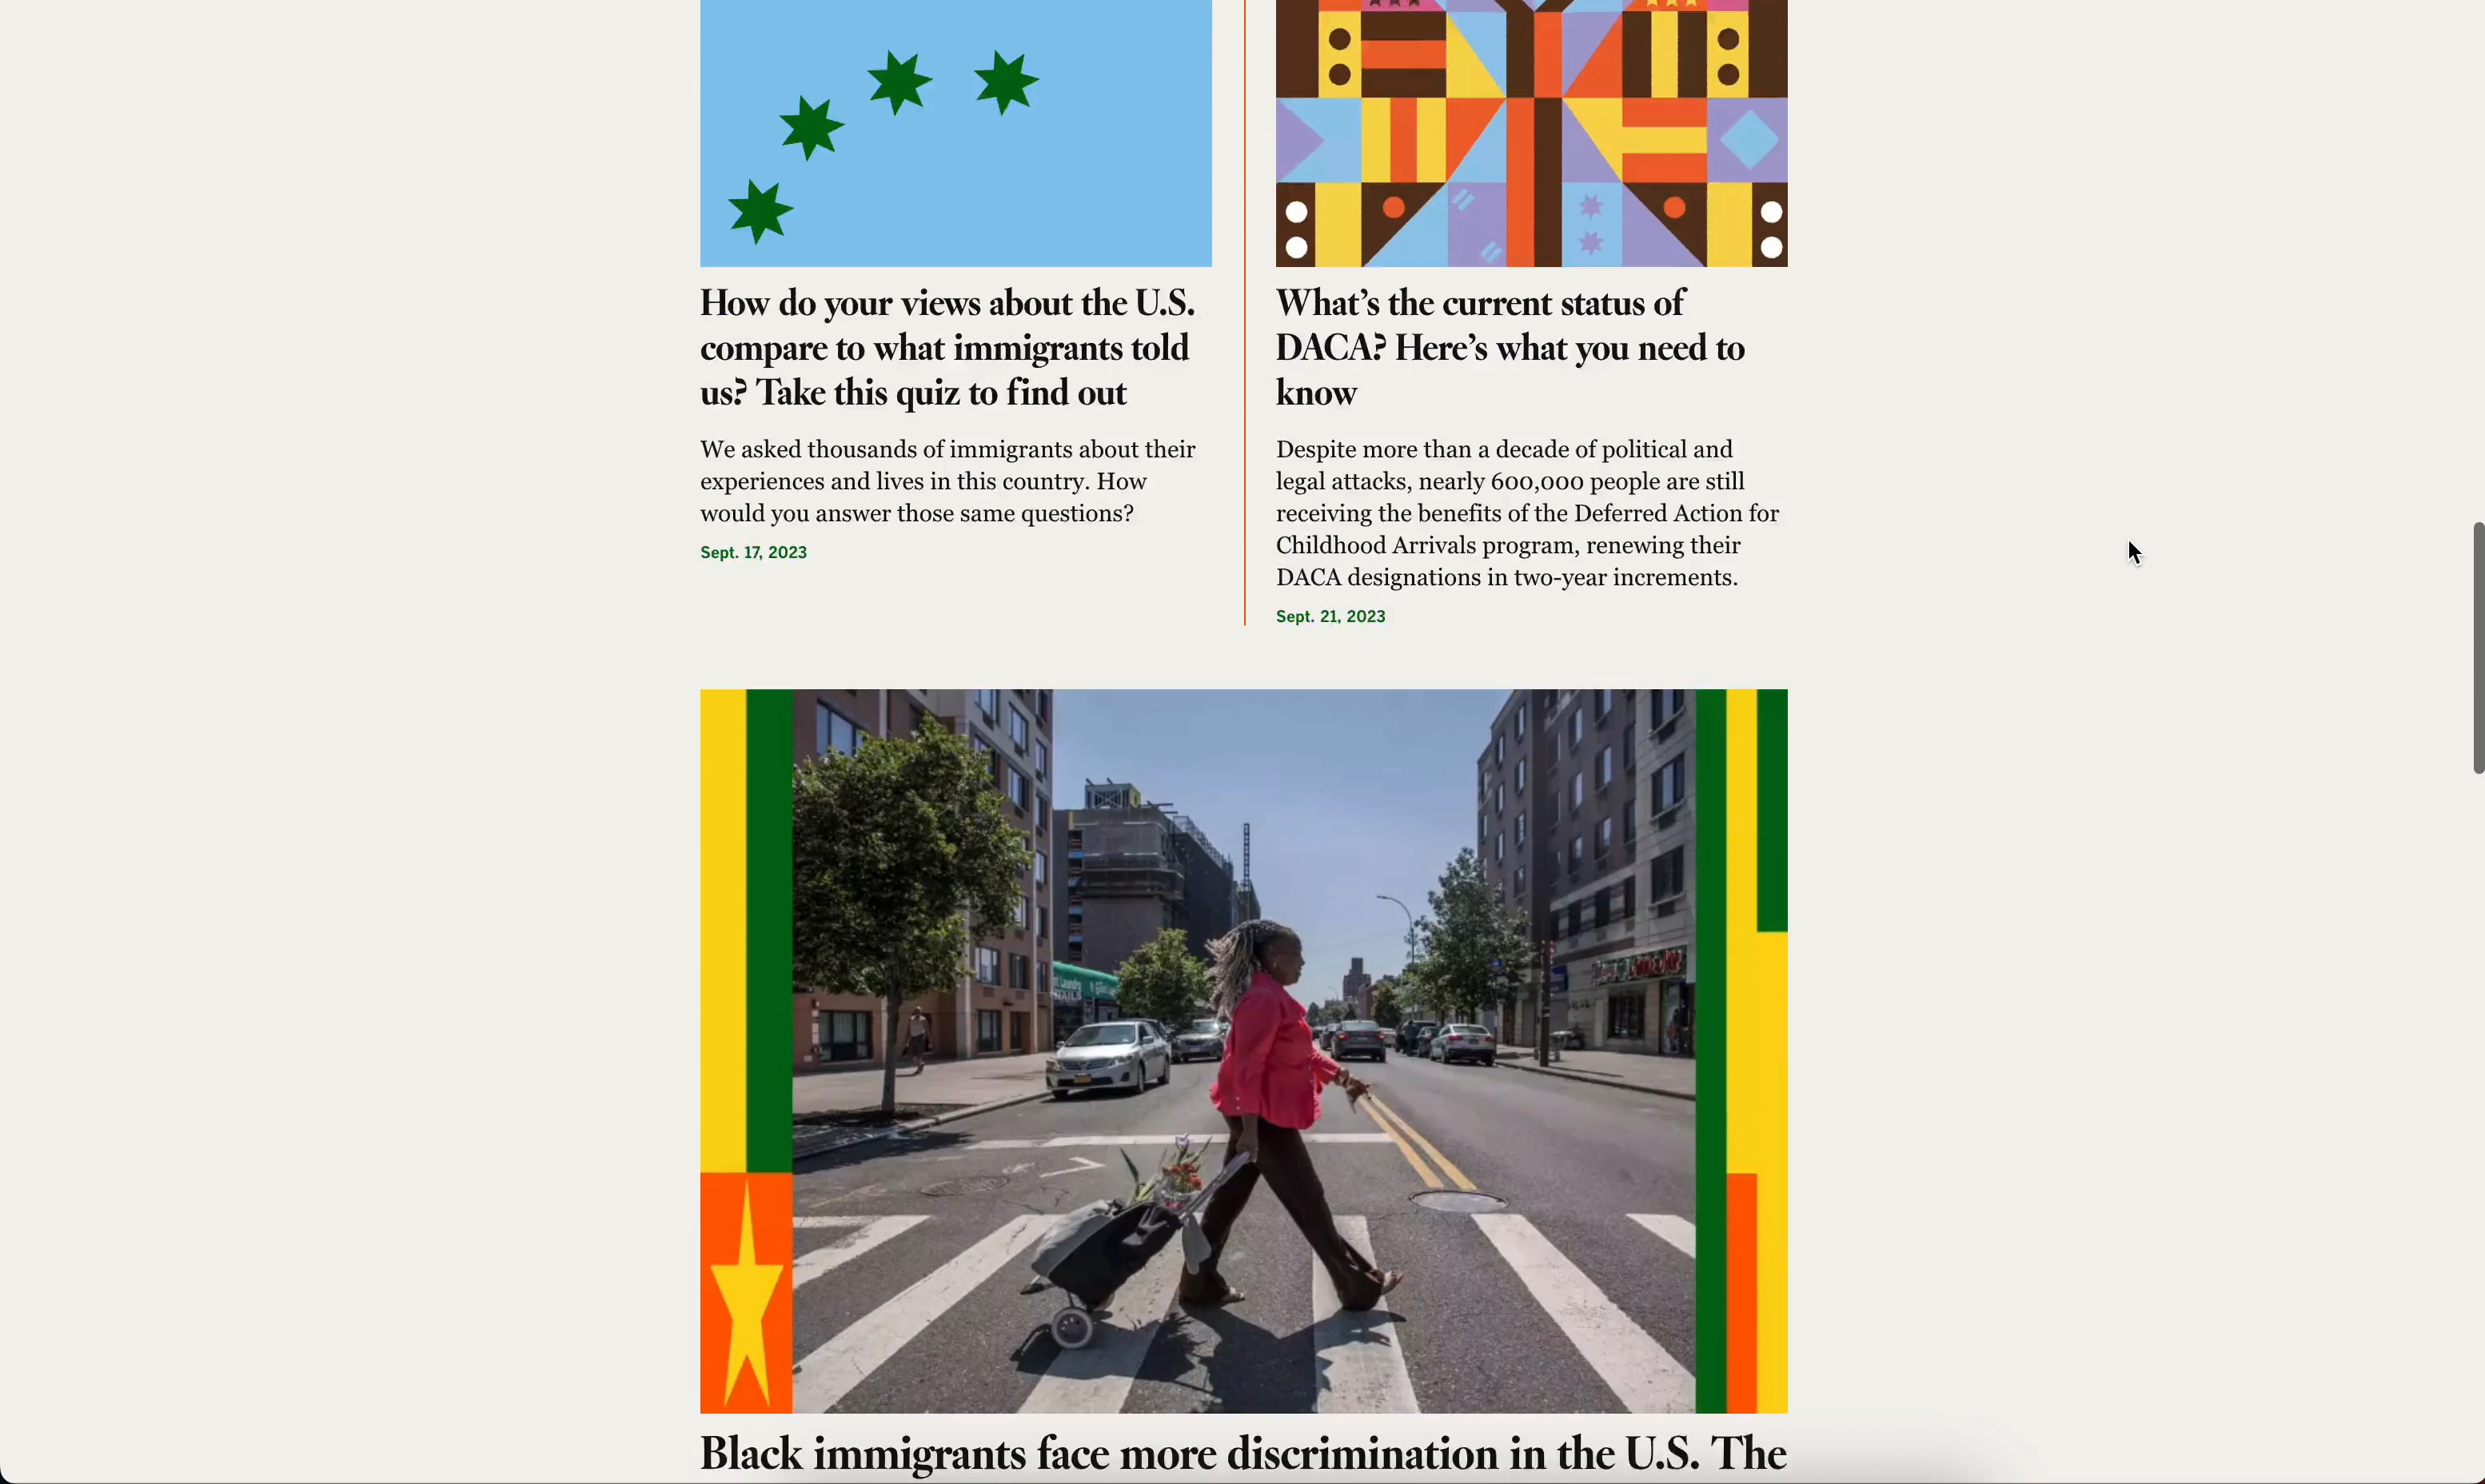 How do your views about the U.S.
compare to what immigrants told
us? Take this quiz to find out
We asked thousands of immigrants about their
experiences and lives in this country. How
would you answer those same questions?
Sept. 17, 2023
What’s the current status of
DACA? Here’s what you need to
know
Despite more than a decade of political and
legal attacks, nearly 600,000 people are still
receiving the benefits of the Deferred Action for
Childhood Arrivals program, renewing their
DACA designations in two-year increments.
Sept. 21, 2023
Laundry
Black immigrants face more discrimination in the U.S. The